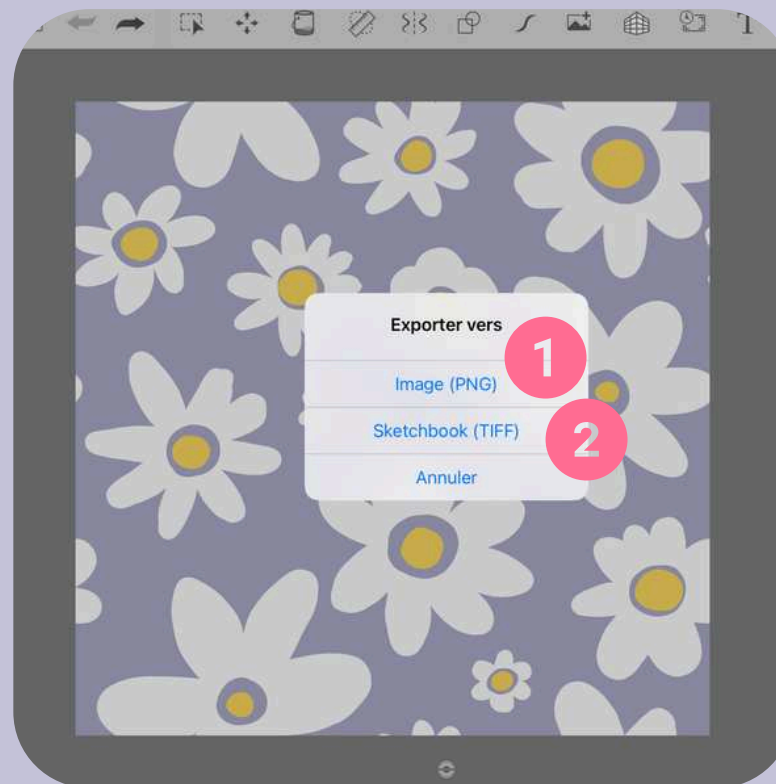 T
Exporter vers
1
Image (PNG)
Sketchbook (TIFF)
2
Annuler